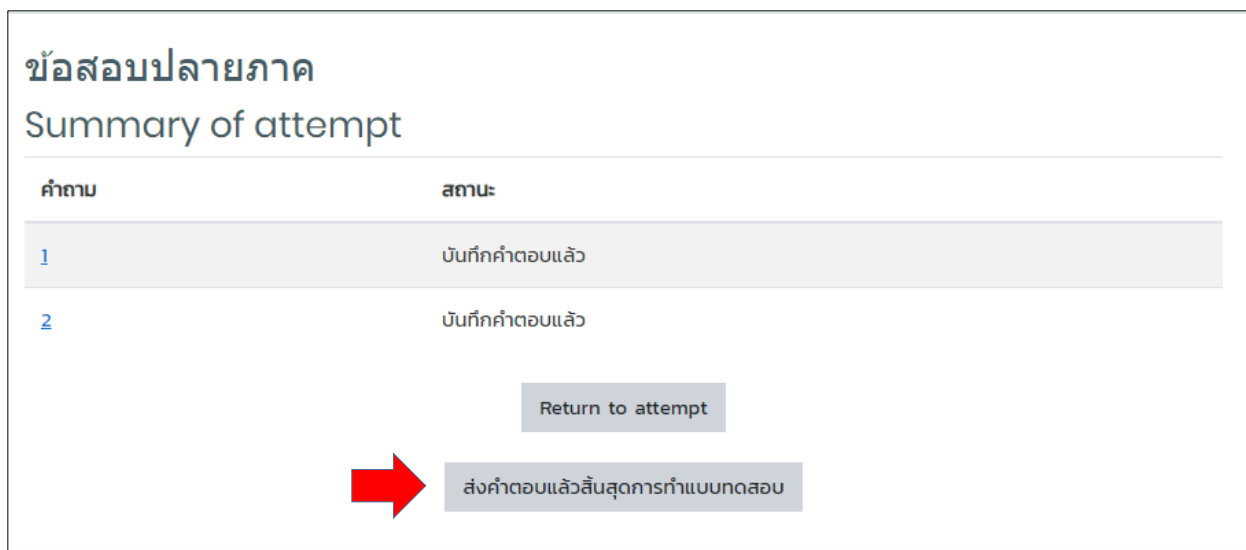 ข้อสอบปลายภาค
Summary of attempt
คำถาม สถานะ
1 บันทึกคำตอบแล้ว
2 บันทึกคำตอบแล้ว
Return to attempt
ส่งคำตอบแล้วสิ้นสุดการทำแบบทดสอบ